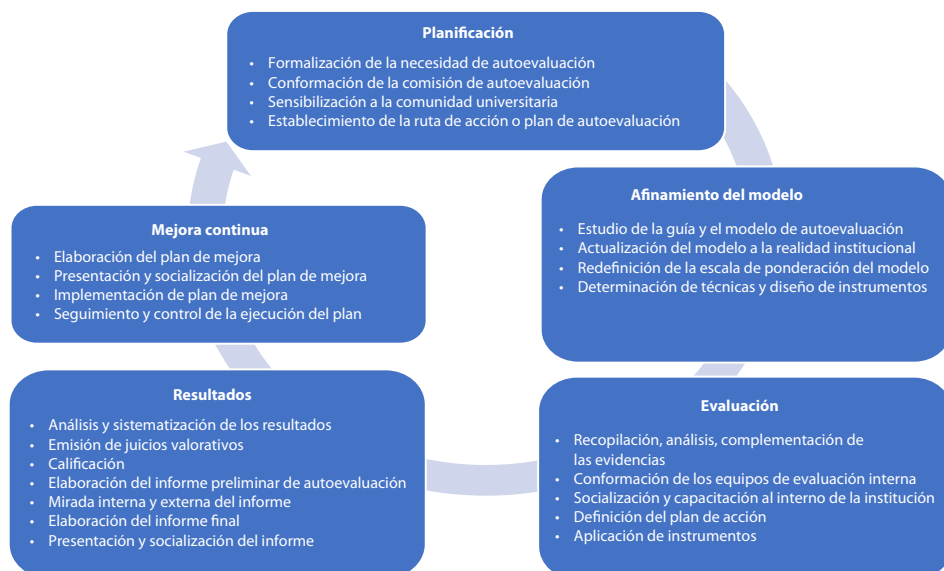 Planificación
• Formalización de la necesidad de autoevaluación
• Conformación de la comisión de autoevaluación
• Sensibilización a la comunidad universitaria
• Establecimiento de la ruta de acción o plan de autoevaluación
Afinamiento del modelo
• Estudio de la guía y el modelo de autoevaluación
• Actualización del modelo a la realidad institucional
• Redefinición de la escala de ponderación del modelo
• Determinación de técnicas y diseño de instrumentos
Evaluación
• Recopilación, análisis, complementación de
las evidencias
• Conformación de los equipos de evaluación interna
• Socialización y capacitación al interno de la institución
• Definición del plan de acción
• Aplicación de instrumentos
Resultados
• Análisis y sistematización de los resultados
• Emisión de juicios valorativos
• Calificación
• Elaboración del informe preliminar de autoevaluación
• Mirada interna y externa del informe
• Elaboración del informe final
• Presentación y socialización del informe
Mejora continua
• Elaboración del plan de mejora
• Presentación y socialización del plan de mejora
• Implementación de plan de mejora
• Seguimiento y control de la ejecución del plan